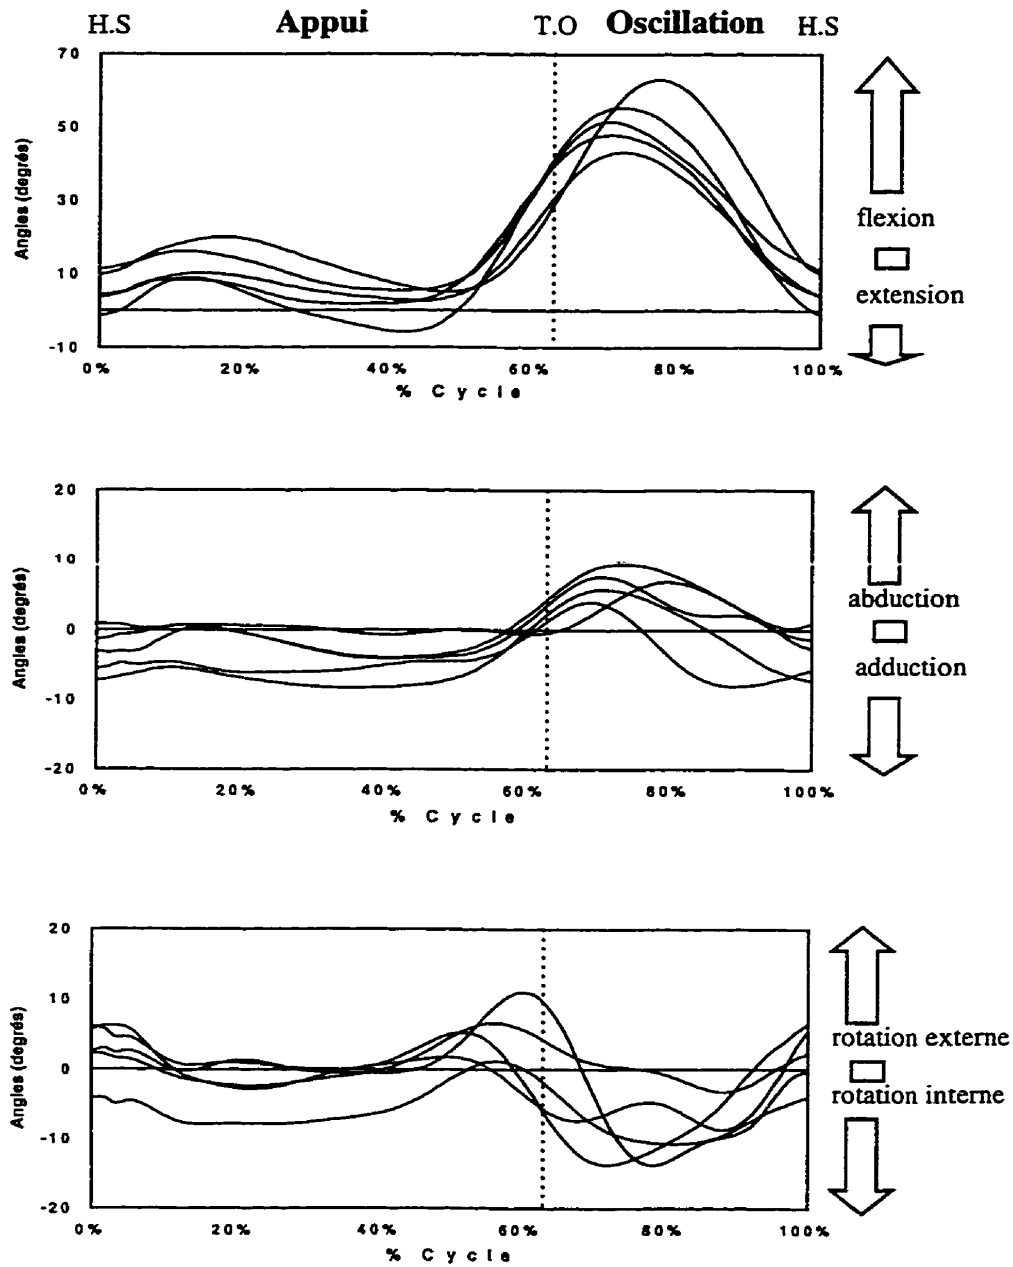 H.S Appui T.O Oscillation H.S
70
50
30
10
-10
Angles (degrés)
0% 20% 40% 60% 80% 100%
% Cycle
flexion
extension
20
10
0
-10
-20
Angles (degrés)
0% 20% 40% 60% 80% 100%
% Cycle
abduction
adduction
20
10
0
-10
-20
Angles (degrés)
0% 20% 40% 60% 80% 100%
% Cycle
rotation externe
rotation interne